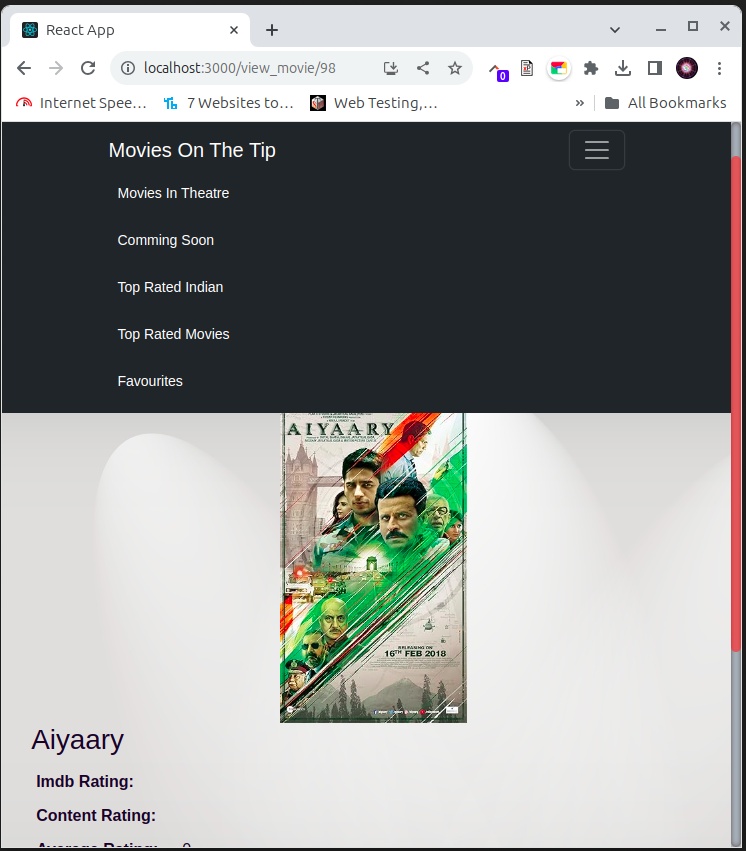 React App
localhost:3000/view_movie/98
0
Internet Spee...
7 Websites to...
Web Testing,...
»
All Bookmarks
Movies On The Tip
Movies In Theatre
Comming Soon
Top Rated Indian
Top Rated Movies
Favourites
AIYAARY
RELEASING ON
16TH FEB 2018
Aiyaary
Imdb Rating:
Content Rating:
Average Rating: 0